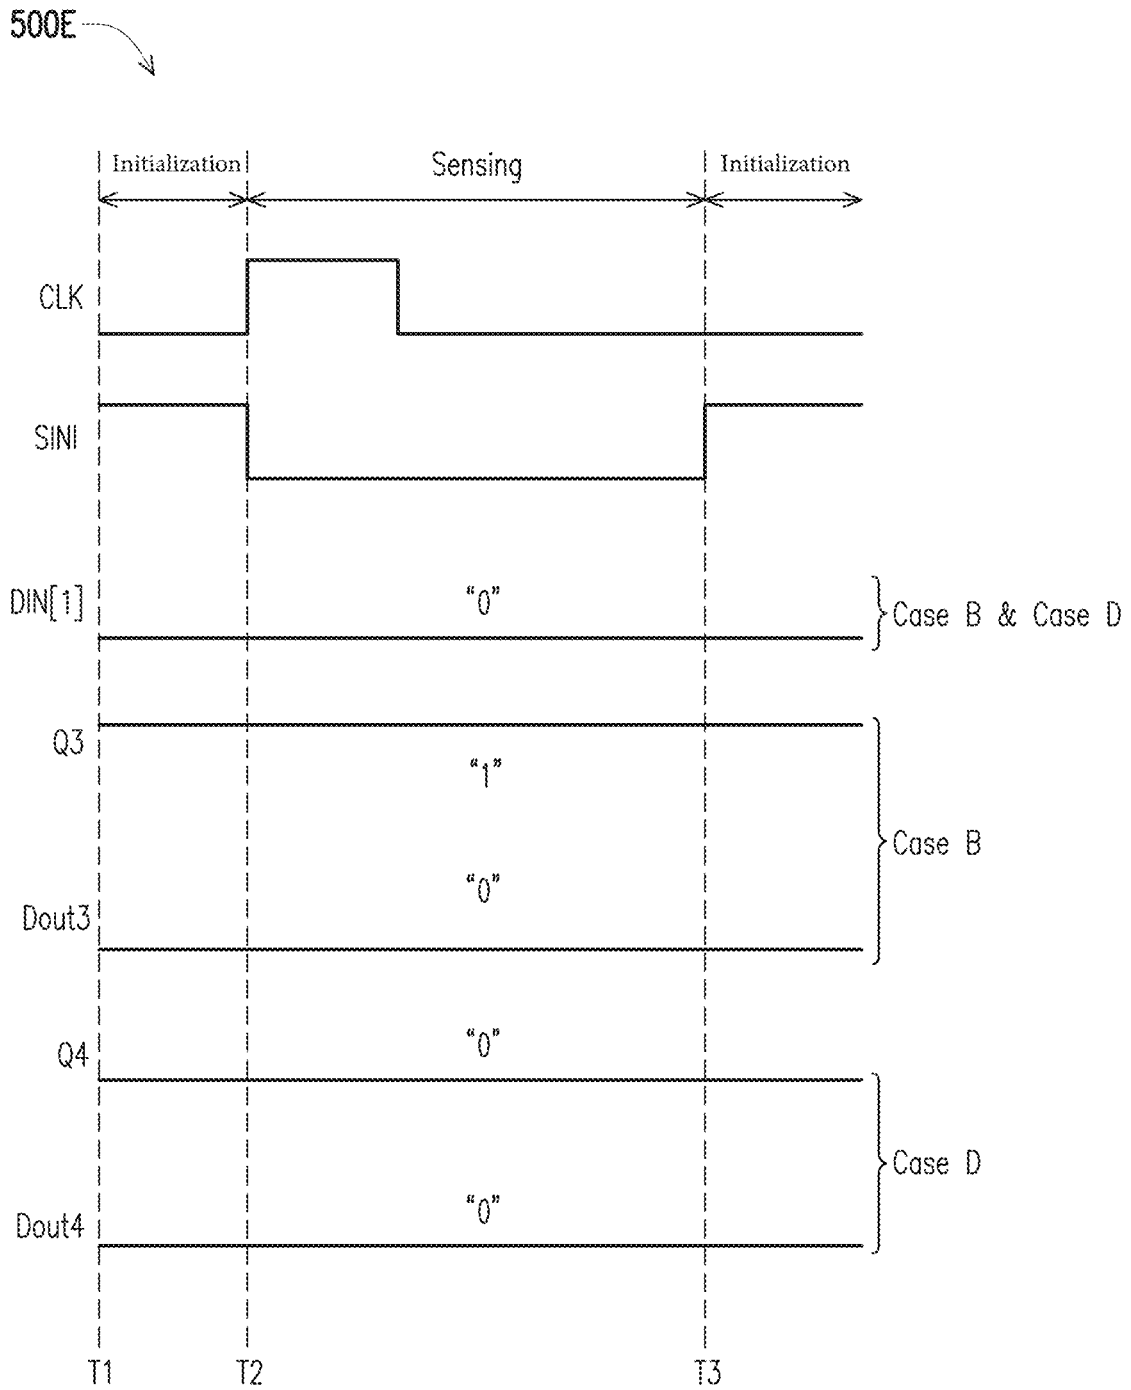 500E
Initialization Sensing Initialization
CLK
SINI
DIN[1] “0” Case B & Case D
Q3
“1”
Case B
“0”
Dout3
“0”
Q4
Case D
“0”
Dout4
T1 T2 T3